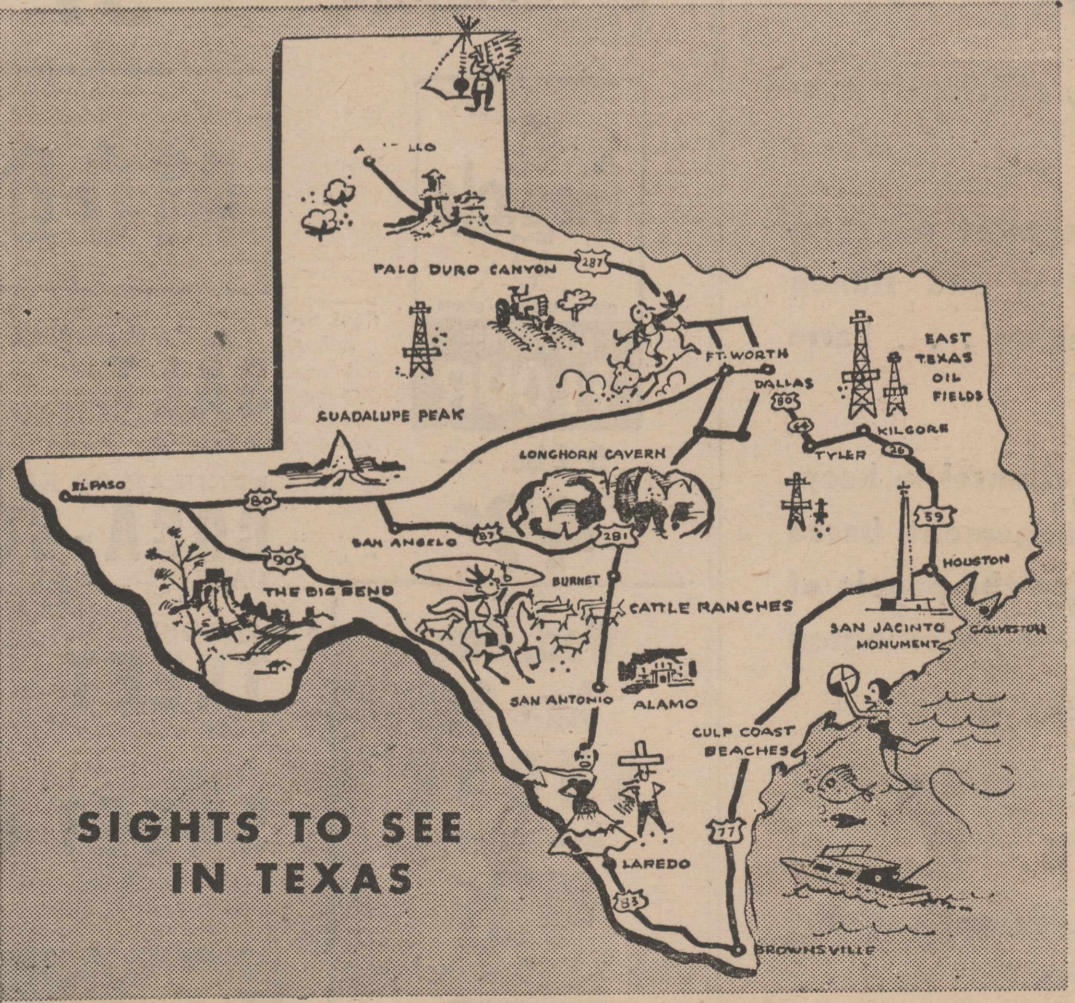 PALO DURO CANYON
287
FT. WORTH
DALLAS
80
64
EAST
TEXAS
OIL
FIELDS
KILGORE
TYLER
26
GUADALUPE PEAK
LONGHORN CAVERN
EL PASO
80
SAN ANGELO
87
281
59
90
THE BIG BEND
BURNET
CATTLE RANCHES
HOUSTON
SAN JACINTO
MONUMENT
GALVESTON
SAN ANTONIO
ALAMO
GULF COAST
BEACHES
77
LAREDO
83
BROWNSVILLE
SIGHTS TO SEE
IN TEXAS